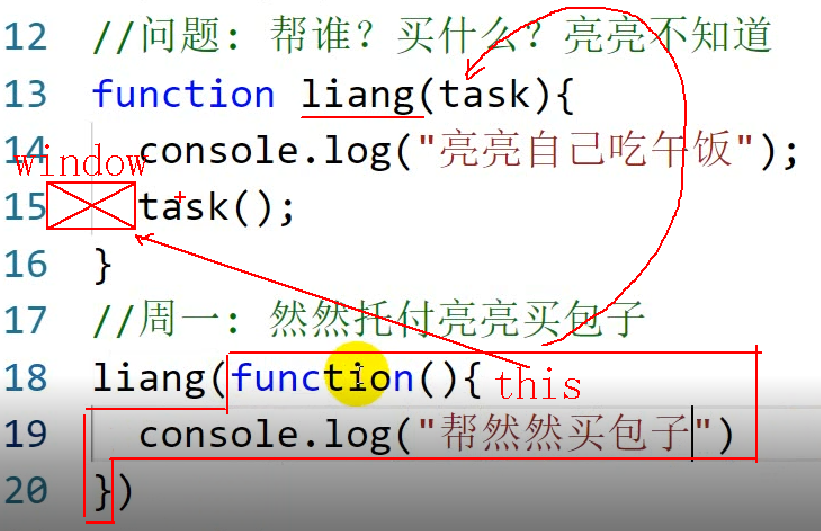 12 //问题：帮谁？买什么？亮亮不知道
13 function liang(task){
14 console.log("亮亮自己吃午饭");
window
15 task();
16 }
17 //周一：然然托付亮亮买包子
18 liang(function(){ this
19 console.log("帮然然买包子")
20 })